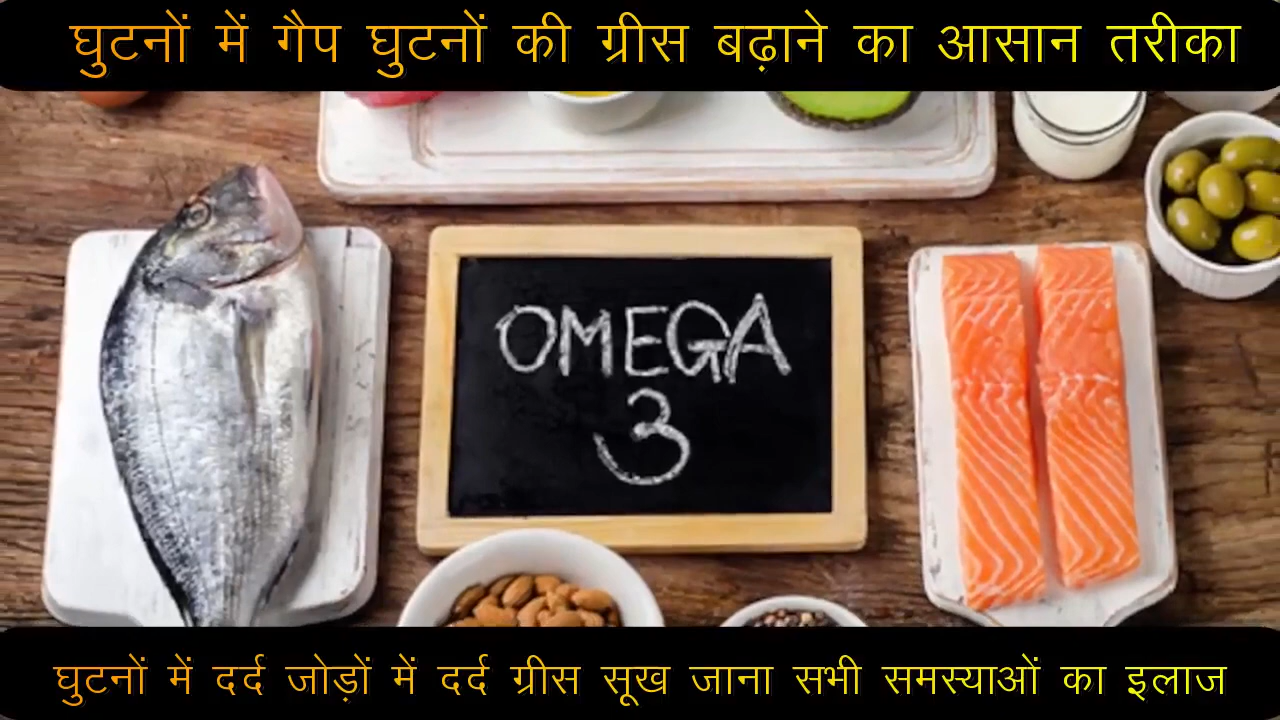 घुटनों में गैप घुटनों की ग्रीस बढ़ाने का आसान तरीका
OMEGA
3
घुटनों में दर्द जोड़ों में दर्द ग्रीस सूख जाना सभी समस्याओं का इलाज